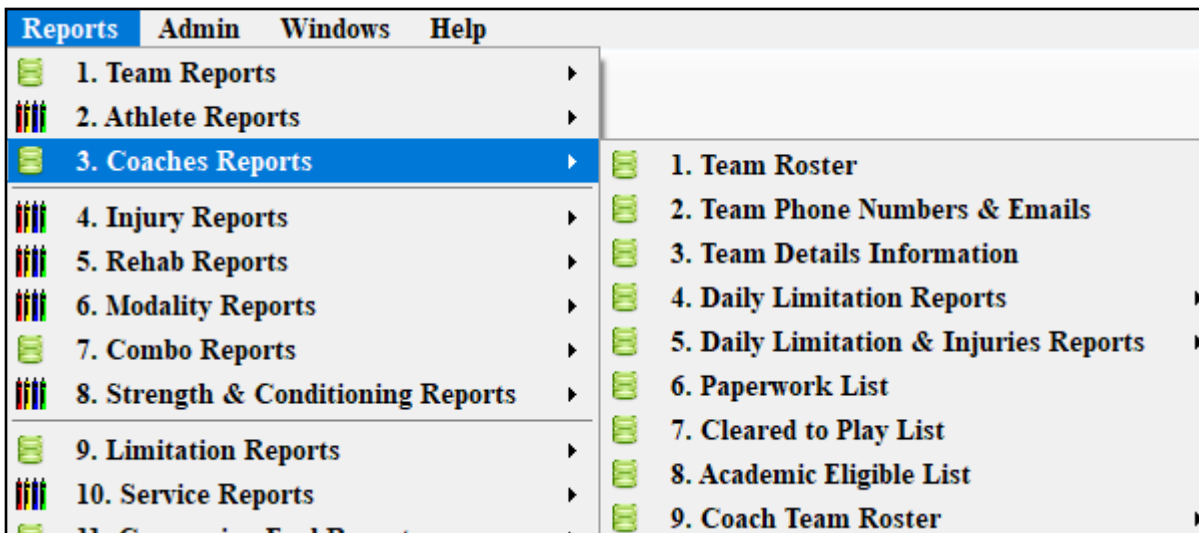 Reports Admin Windows Help
1. Team Reports
2. Athlete Reports
3. Coaches Reports
4. Injury Reports
5. Rehab Reports
6. Modality Reports
7. Combo Reports
8. Strength & Conditioning Reports
9. Limitation Reports
10. Service Reports
1. Team Roster
2. Team Phone Numbers & Emails
3. Team Details Information
4. Daily Limitation Reports
5. Daily Limitation & Injuries Reports
6. Paperwork List
7. Cleared to Play List
8. Academic Eligible List
9. Coach Team Roster